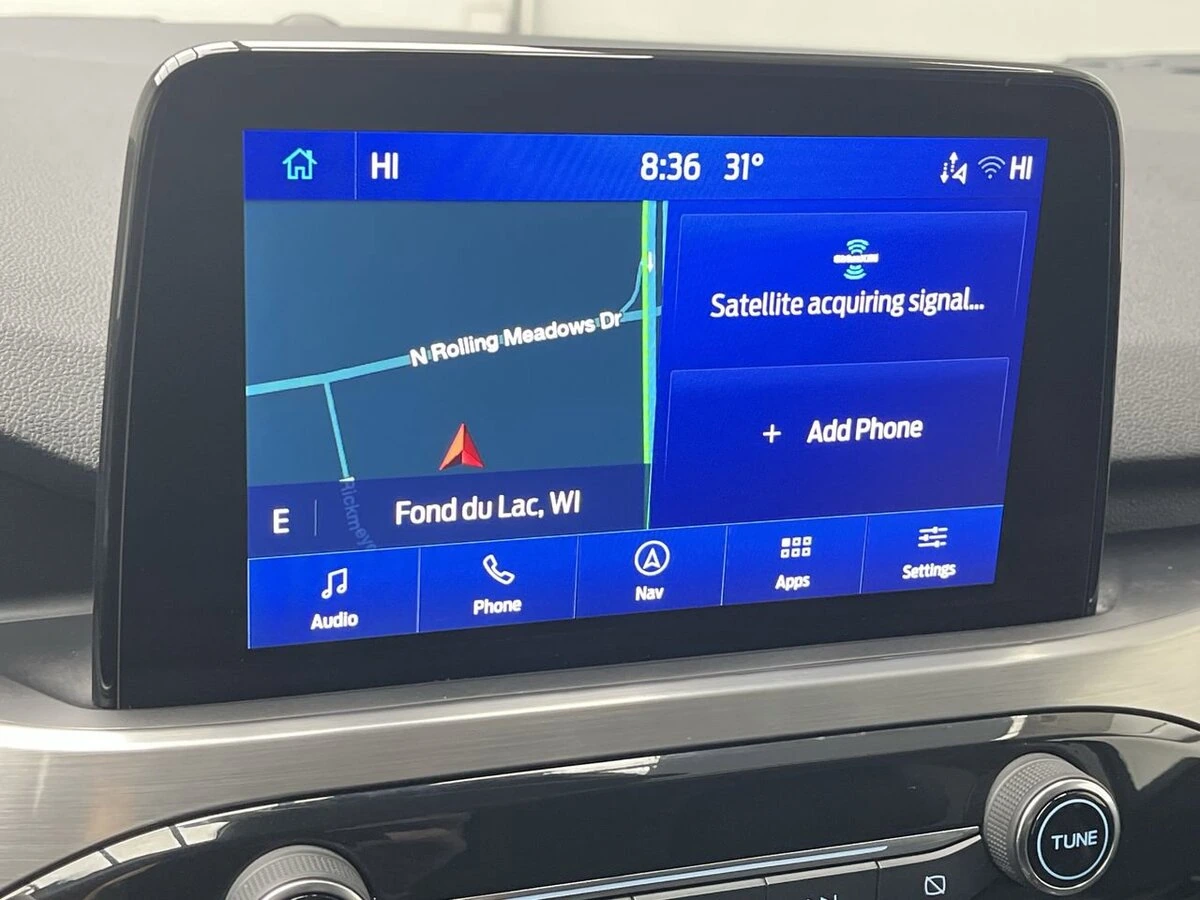 HI
8:36 31°
HI
N Rolling Meadows Dr
SiriusXM
Satellite acquiring signal...
+ Add Phone
E
Fond du Lac, WI
Audio
Phone
Nav
Apps
Settings
TUNE